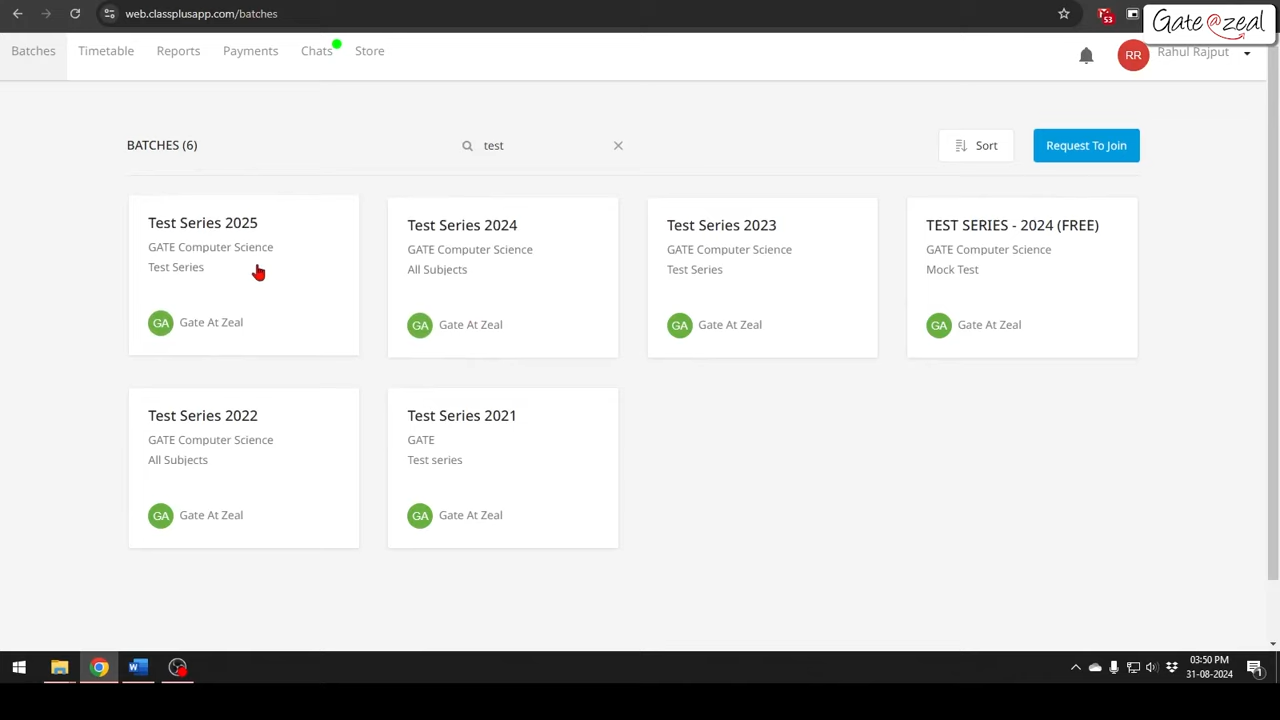 web.classplusapp.com/batches
53
Gate@zeal
Batches
Timetable
Reports
Payments
Chats
Store
RR
Rahul Rajput
BATCHES (6)
test
Sort
Request To Join
Test Series 2025
GATE Computer Science
Test Series
GA Gate At Zeal
Test Series 2024
GATE Computer Science
All Subjects
GA Gate At Zeal
Test Series 2023
GATE Computer Science
Test Series
GA Gate At Zeal
TEST SERIES - 2024 (FREE)
GATE Computer Science
Mock Test
GA Gate At Zeal
Test Series 2022
GATE Computer Science
All Subjects
GA Gate At Zeal
Test Series 2021
GATE
Test series
GA Gate At Zeal
03:50 PM
31-08-2024
1